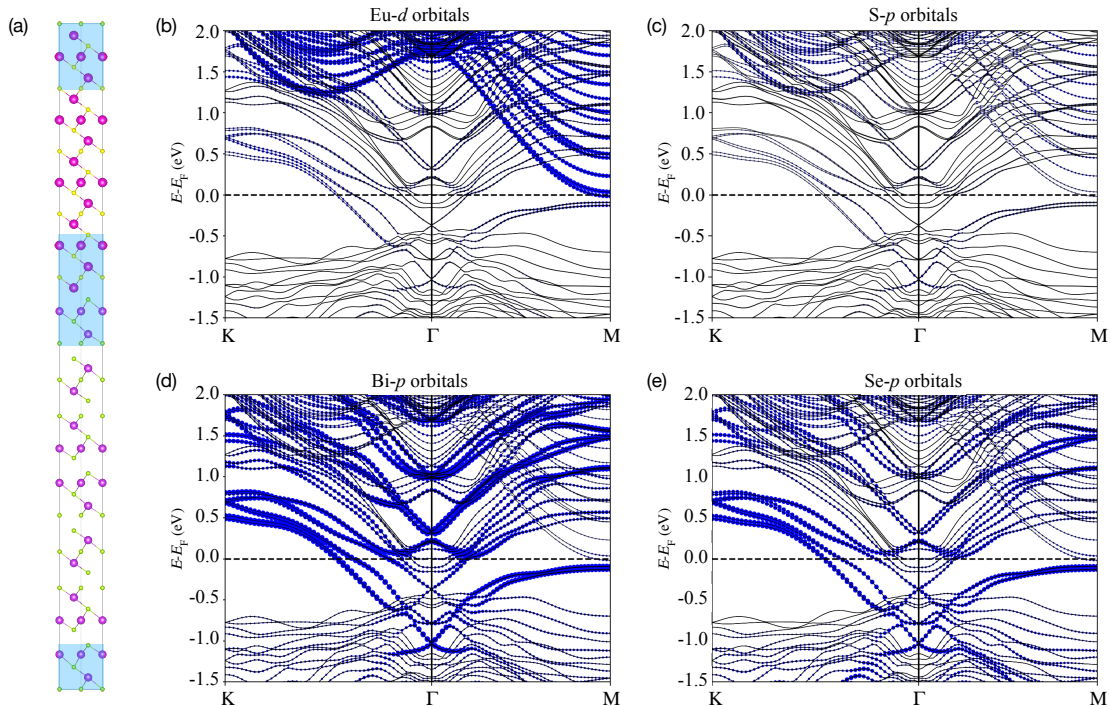 (a)
(b)
Eu-d orbitals
2.0
1.5
1.0
0.5
0.0
-0.5
-1.0
-1.5
E-E_F (eV)
K
Γ
M
(c)
S-p orbitals
2.0
1.5
1.0
0.5
0.0
-0.5
-1.0
-1.5
E-E_F (eV)
K
Γ
M
(d)
Bi-p orbitals
2.0
1.5
1.0
0.5
0.0
-0.5
-1.0
-1.5
E-E_F (eV)
K
Γ
M
(e)
Se-p orbitals
2.0
1.5
1.0
0.5
0.0
-0.5
-1.0
-1.5
E-E_F (eV)
K
Γ
M